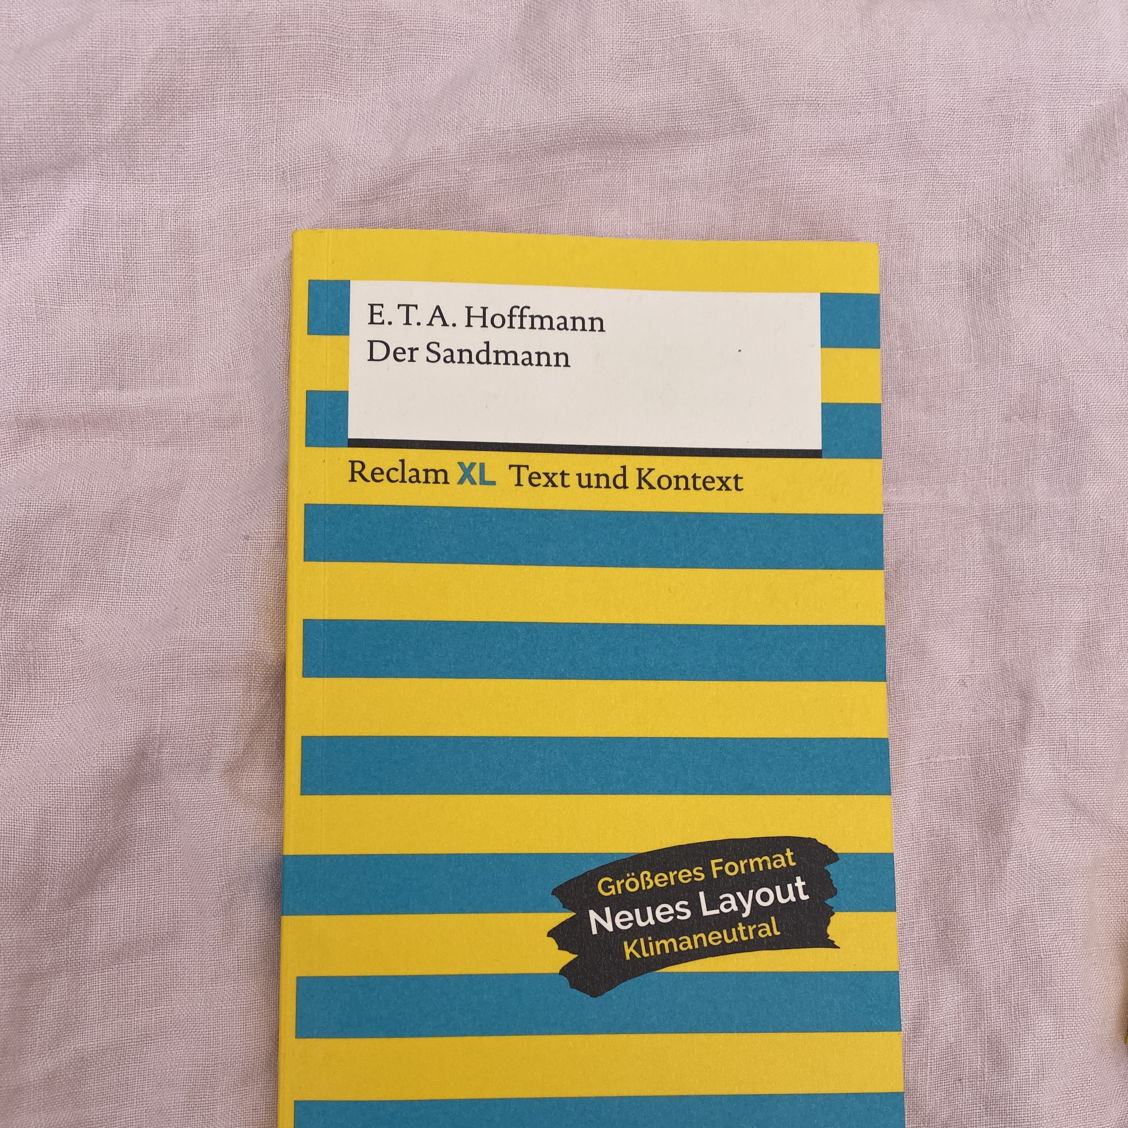 E. T. A. Hoffmann
Der Sandmann
Reclam XL Text und Kontext
Größeres Format
Neues Layout
Klimaneutral